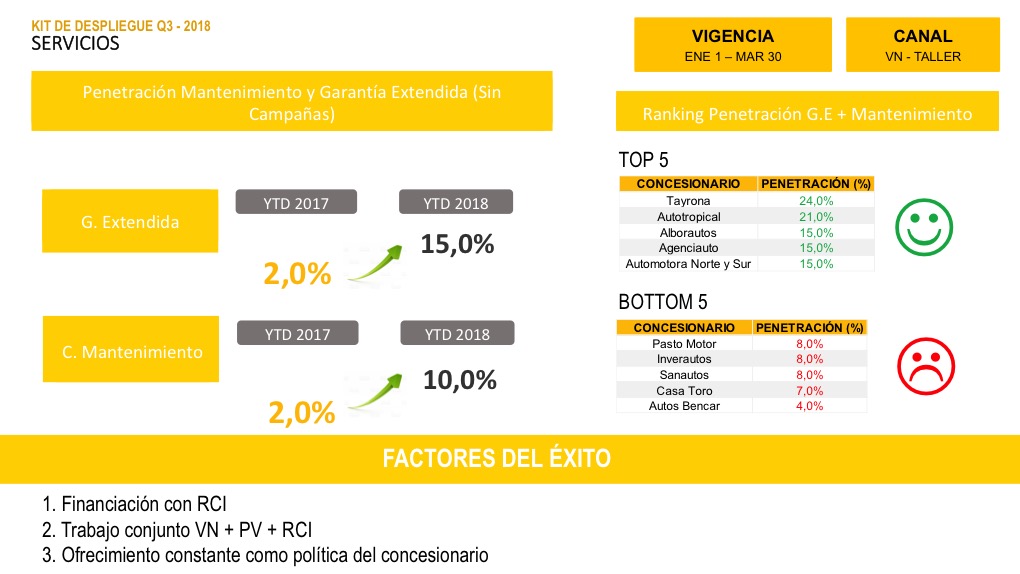 KIT DE DESPLIEGUE Q3 - 2018
SERVICIOS
VIGENCIA
ENE 1 – MAR 30
CANAL
VN - TALLER
Penetración Mantenimiento y Garantía Extendida (Sin
Campañas)
Ranking Penetración G.E + Mantenimiento
G. Extendida
YTD 2017
YTD 2018
2,0%
15,0%
C. Mantenimiento
YTD 2017
YTD 2018
2,0%
10,0%
TOP 5
CONCESIONARIO PENETRACIÓN (%)
Tayrona 24,0%
Autotropical 21,0%
Alborautos 15,0%
Agenciauto 15,0%
Automotora Norte y Sur 15,0%
BOTTOM 5
CONCESIONARIO PENETRACIÓN (%)
Pasto Motor 8,0%
Inverautos 8,0%
Sanautos 8,0%
Casa Toro 7,0%
Autos Bencar 4,0%
FACTORES DEL ÉXITO
1. Financiación con RCI
2. Trabajo conjunto VN + PV + RCI
3. Ofrecimiento constante como política del concesionario